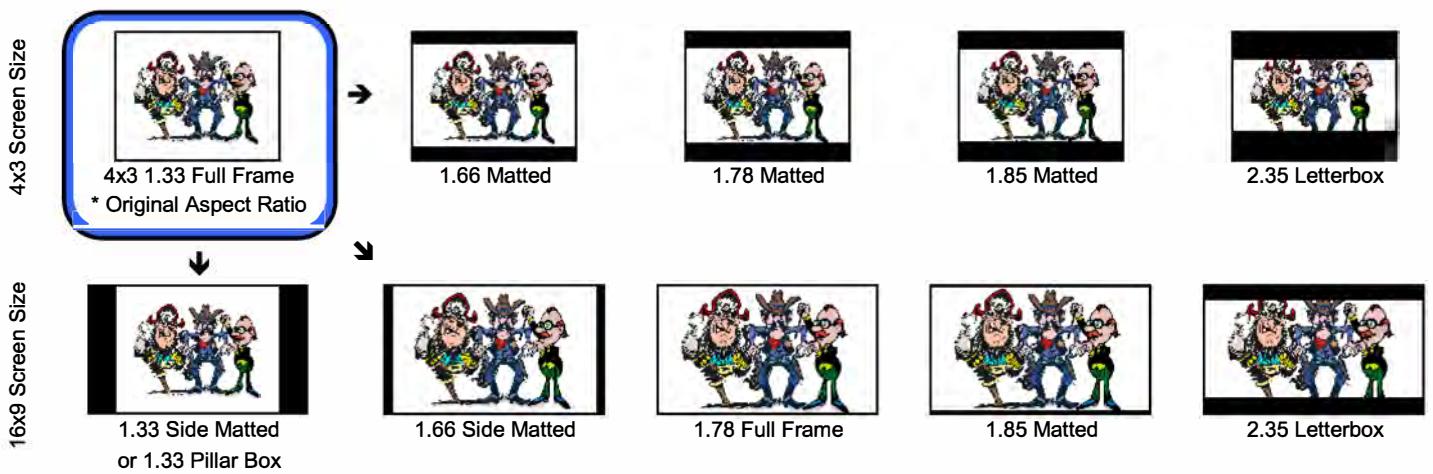 4x3 Screen Size
4x3 1.33 Full Frame
* Original Aspect Ratio
1.66 Matted
1.78 Matted
1.85 Matted
2.35 Letterbox
16x9 Screen Size
1.33 Side Matted
or 1.33 Pillar Box
1.66 Side Matted
1.78 Full Frame
1.85 Matted
2.35 Letterbox